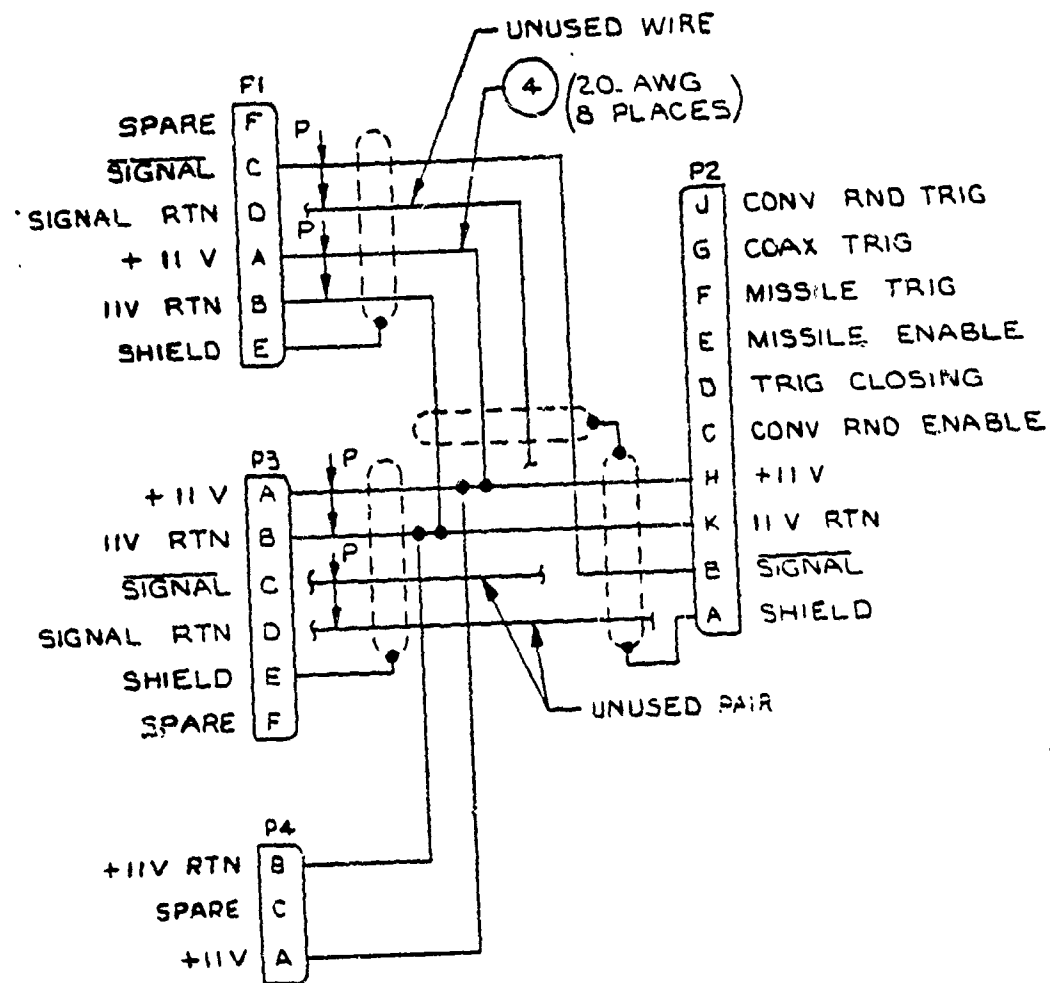 UNUSED WIRE
4 (20 AWG
8 PLACES)
P1
SPARE F
SIGNAL C
SIGNAL RTN D
+ 11 V A
11V RTN B
SHIELD E
P
P
P2
J CONV RND TRIG
G COAX TRIG
F MISSILE TRIG
E MISSILE ENABLE
D TRIG CLOSING
C CONV RND ENABLE
H +11 V
K 11 V RTN
B SIGNAL
A SHIELD
P3
+ 11 V A
11V RTN B
SIGNAL C
SIGNAL RTN D
SHIELD E
SPARE F
P
P
UNUSED PAIR
P4
+11V RTN B
SPARE C
+11V A